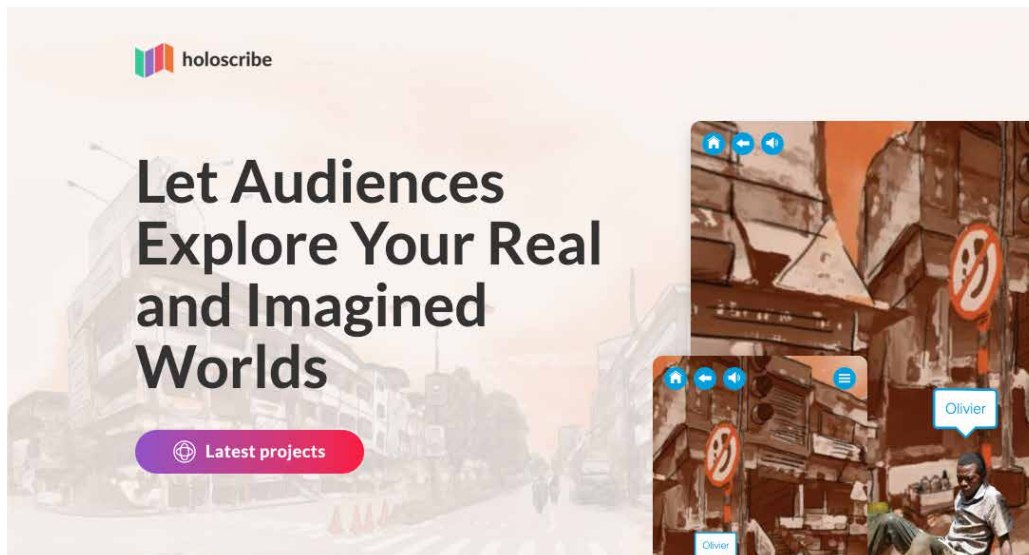 holoscribe
Let Audiences
Explore Your Real
and Imagined
Worlds
Latest projects
Olivier
Olivier